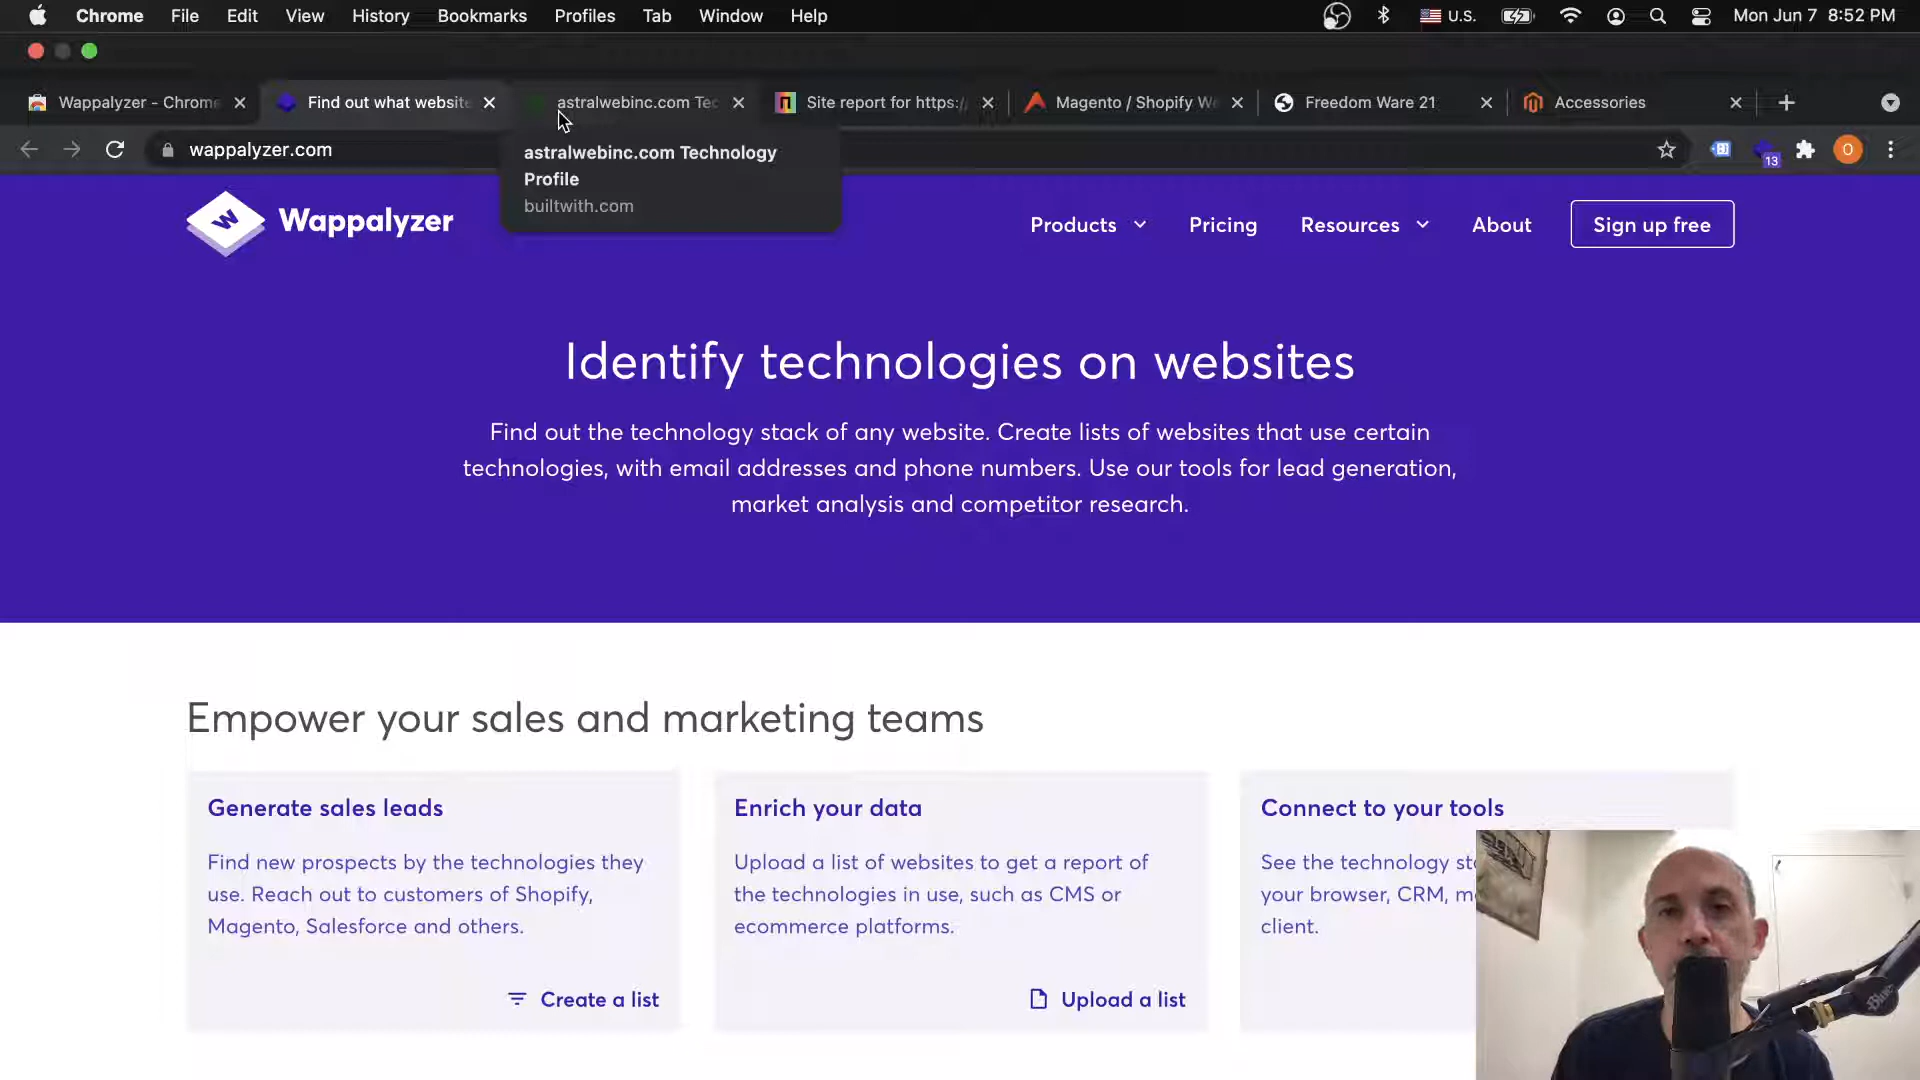 Chrome File Edit View History Bookmarks Profiles Tab Window Help U.S. Mon Jun 7 8:52 PM
Wappalyzer - Chrome Find out what website astralwebinc.com Tec Site report for https:/ Magento / Shopify We Freedom Ware 21 Accessories
wappalyzer.com 13 O
astralwebinc.com Technology
Profile
builtwith.com
W Wappalyzer Products Pricing Resources About Sign up free
Identify technologies on websites
Find out the technology stack of any website. Create lists of websites that use certain
technologies, with email addresses and phone numbers. Use our tools for lead generation,
market analysis and competitor research.
Empower your sales and marketing teams
Generate sales leads
Find new prospects by the technologies they
use. Reach out to customers of Shopify,
Magento, Salesforce and others.
Create a list
Enrich your data
Upload a list of websites to get a report of
the technologies in use, such as CMS or
ecommerce platforms.
Upload a list
Connect to your tools
See the technology st
your browser, CRM, m
client.
Blue